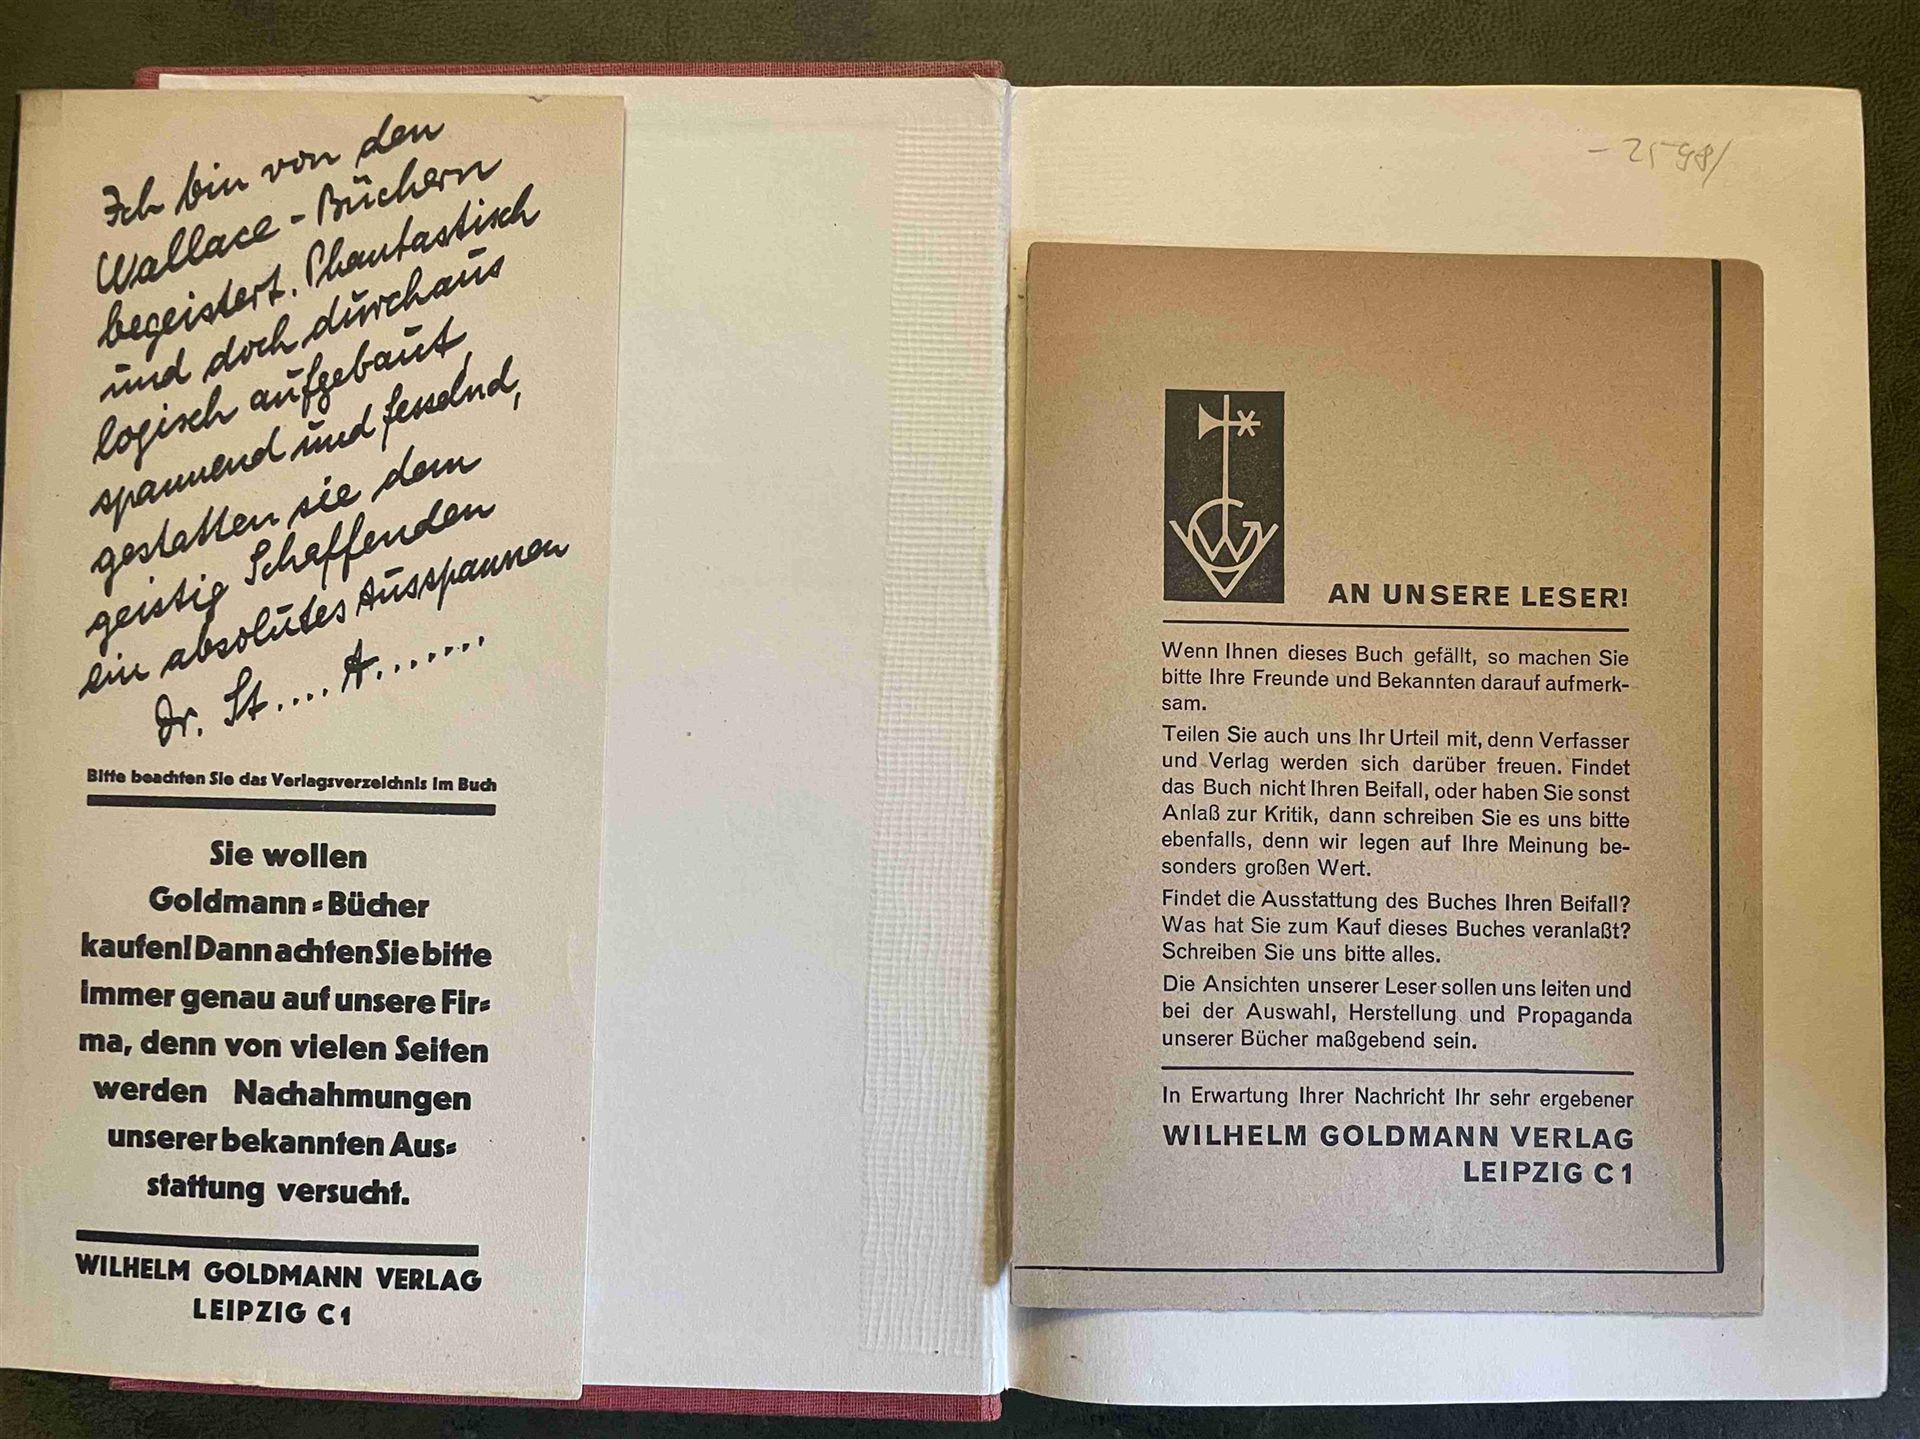 Ich bin von den
Wallace-Büchern
begeistert. Phantastisch
und doch durchaus
logisch aufgebaut,
spannend und fesselnd,
gestatten sie dem
geistig Schaffenden
ein absolutes Ausspannen
Dr. St.... A.......
Bitte beachten Sie das Verlagsverzeichnis im Buch
Sie wollen
Goldmann-Bücher
kaufen! Dann achten Sie bitte
immer genau auf unsere Fir-
ma, denn von vielen Seiten
werden Nachahmungen
unserer bekannten Aus-
stattung versucht.
WILHELM GOLDMANN VERLAG
LEIPZIG C 1
AN UNSERE LESER!
Wenn Ihnen dieses Buch gefällt, so machen Sie
bitte Ihre Freunde und Bekannten darauf aufmerk-
sam.
Teilen Sie auch uns Ihr Urteil mit, denn Verfasser
und Verlag werden sich darüber freuen. Findet
das Buch nicht Ihren Beifall, oder haben Sie sonst
Anlaß zur Kritik, dann schreiben Sie es uns bitte
ebenfalls, denn wir legen auf Ihre Meinung be-
sonders großen Wert.
Findet die Ausstattung des Buches Ihren Beifall?
Was hat Sie zum Kauf dieses Buches veranlaßt?
Schreiben Sie uns bitte alles.
Die Ansichten unserer Leser sollen uns leiten und
bei der Auswahl, Herstellung und Propaganda
unserer Bücher maßgebend sein.
In Erwartung Ihrer Nachricht Ihr sehr ergebener
WILHELM GOLDMANN VERLAG
LEIPZIG C 1